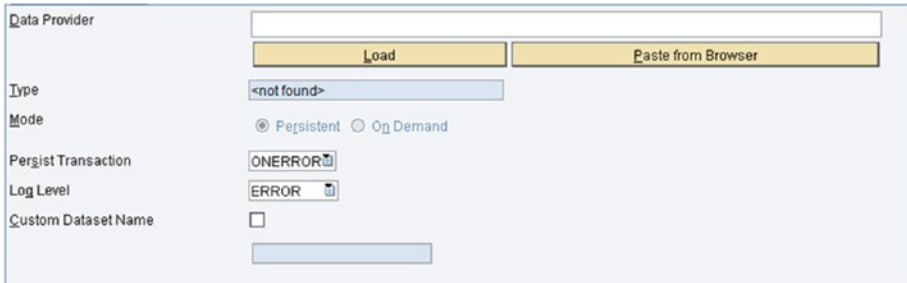 Data Provider
Load
Paste from Browser
Type
<not found>
Mode
Persistent
On Demand
Persist Transaction
ONERROR
Log Level
ERROR
Custom Dataset Name